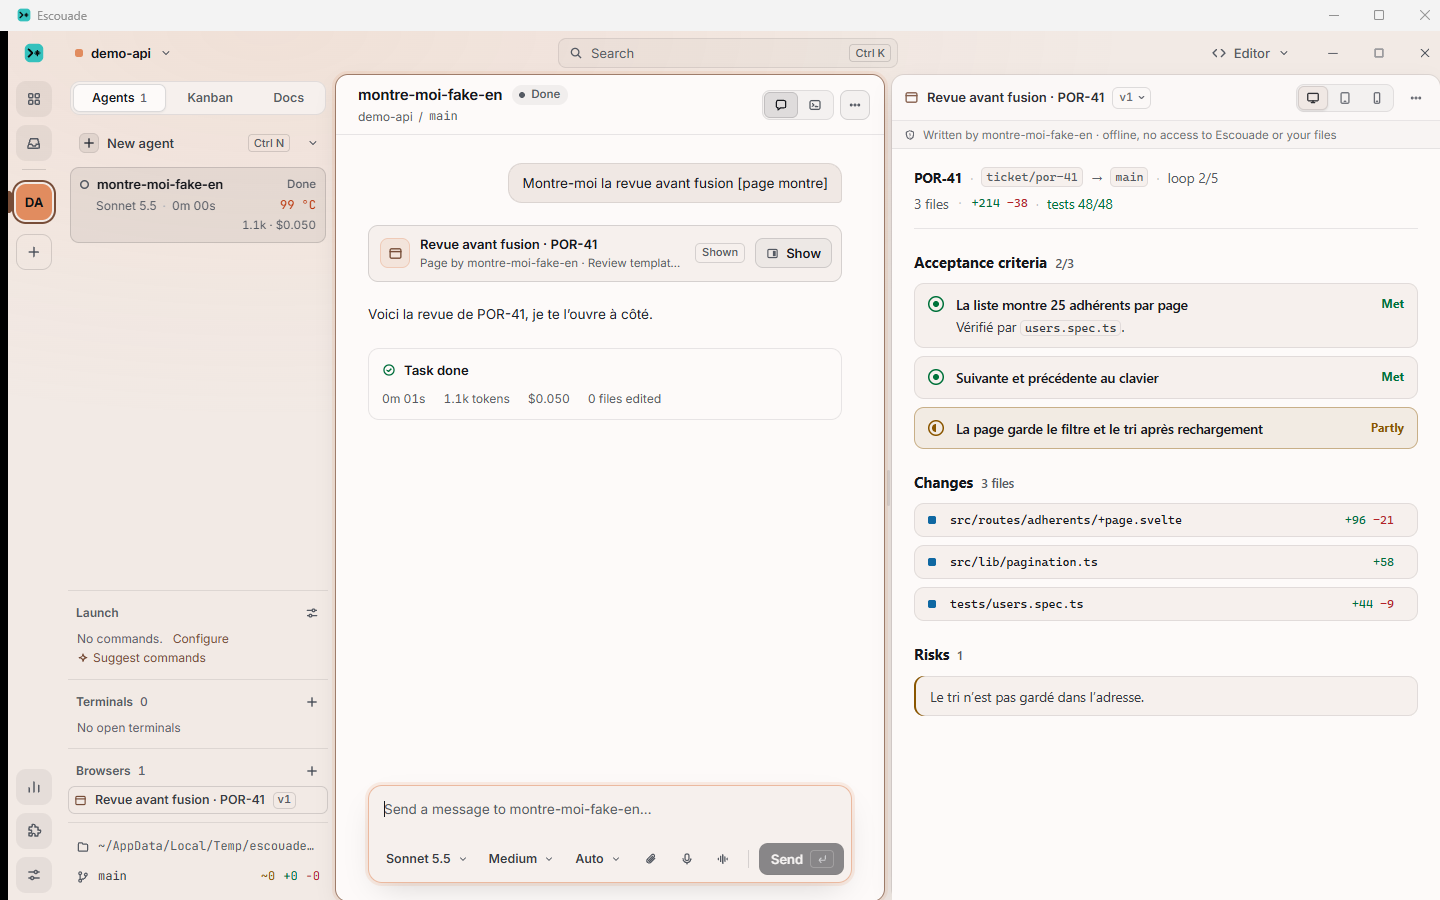 Escouade
demo-api
Search
Ctrl K
Editor
Agents 1
Kanban
Docs
New agent
Ctrl N
DA
montre-moi-fake-en
Done
Sonnet 5.5 · 0m 00s
99 °C
1.1k · $0.050
Launch
No commands. Configure
Suggest commands
Terminals 0
No open terminals
Browsers 1
Revue avant fusion · POR-41 v1
~/AppData/Local/Temp/escouade…
main
~0 +0 -0
montre-moi-fake-en
Done
demo-api / main
Montre-moi la revue avant fusion [page montre]
Revue avant fusion · POR-41
Page by montre-moi-fake-en · Review templat…
Shown
Show
Voici la revue de POR-41, je te l’ouvre à côté.
Task done
0m 01s 1.1k tokens $0.050 0 files edited
Send a message to montre-moi-fake-en…
Sonnet 5.5
Medium
Auto
Send
Revue avant fusion · POR-41
v1
Written by montre-moi-fake-en · offline, no access to Escouade or your files
POR-41 · ticket/por-41 → main · loop 2/5
3 files · +214 −38 · tests 48/48
Acceptance criteria 2/3
La liste montre 25 adhérents par page
Met
Vérifié par users.spec.ts.
Suivante et précédente au clavier
Met
La page garde le filtre et le tri après rechargement
Partly
Changes 3 files
src/routes/adherents/+page.svelte
+96 −21
src/lib/pagination.ts
+58
tests/users.spec.ts
+44 −9
Risks 1
Le tri n’est pas gardé dans l’adresse.